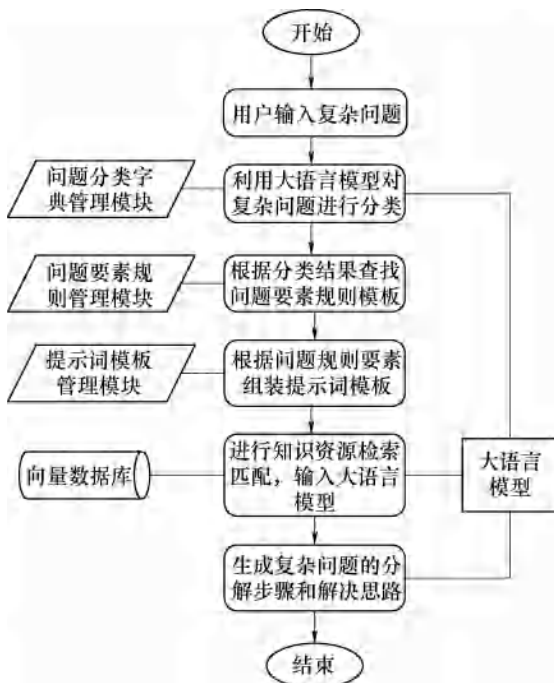 开始
用户输入复杂问题
问题分类字
典管理模块
利用大语言模型对
复杂问题进行分类
问题要素规
则管理模块
根据分类结果查找
问题要素规则模板
提示词模板
管理模块
根据问题规则要素
组装提示词模板
向量数据库
进行知识资源检索
匹配，输入大语言
模型
大语言
模型
生成复杂问题的分
解步骤和解决思路
结束